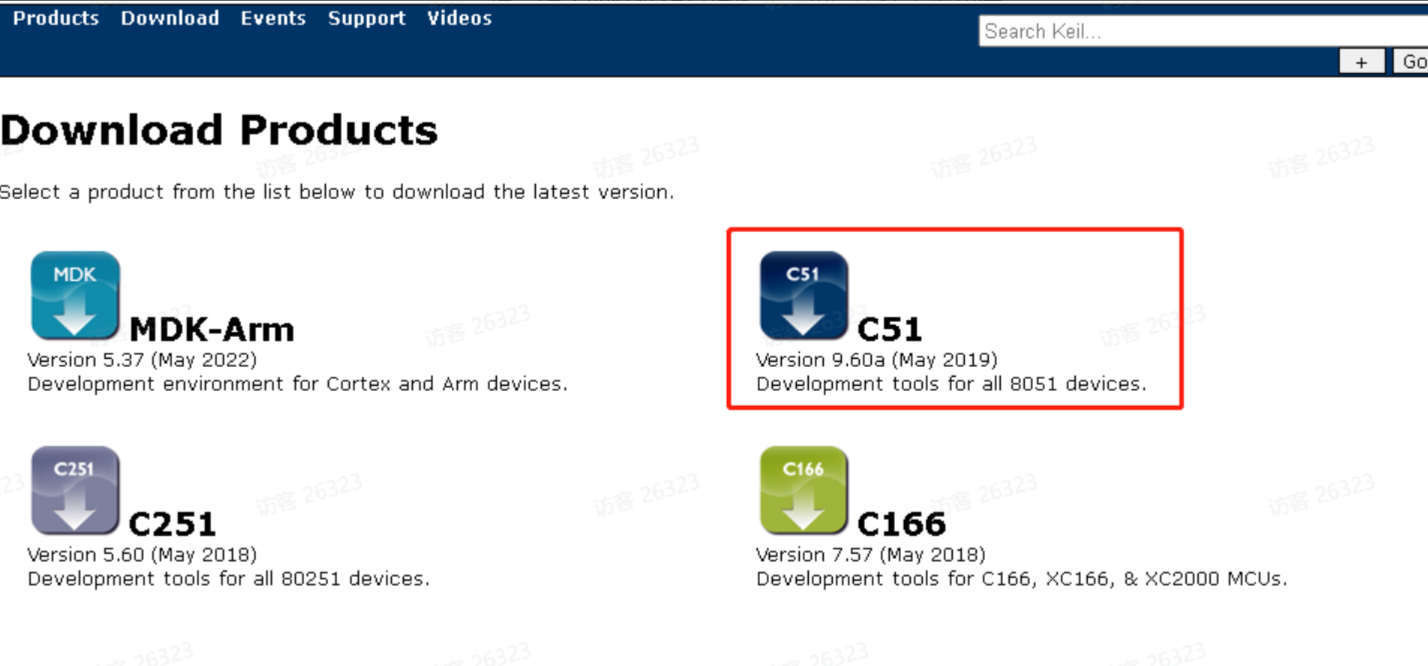 Products Download Events Support Videos
Search Keil...
+ Go
Download Products
Select a product from the list below to download the latest version.
MDK
MDK-Arm
Version 5.37 (May 2022)
Development environment for Cortex and Arm devices.
C51
C51
Version 9.60a (May 2019)
Development tools for all 8051 devices.
C251
C251
Version 5.60 (May 2018)
Development tools for all 80251 devices.
C166
C166
Version 7.57 (May 2018)
Development tools for C166, XC166, & XC2000 MCUs.
访客 26323